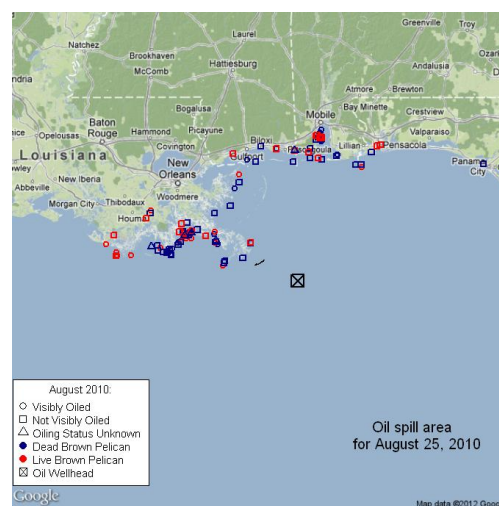 Greenville
Troy
Laurel
Natchez
Ozark
Andalusia
Brookhaven
Hattiesburg
McComb
Atmore
Brewton
Bay Minette
Crestview
Bogalusa
Mobile
Baton
Rouge
Hammond
Picayune
Valparaiso
Opelousas
Biloxi
Covington
Gulfport
Pascagoula
Lillian
Pensacola
Louisiana
Panama
City
New
Orleans
New Iberia
Abbeville
Thibodaux
Woodmere
Morgan City
Houma
August 2010:
Visibly Oiled
Not Visibly Oiled
Oiling Status Unknown
Dead Brown Pelican
Live Brown Pelican
Oil Wellhead
Oil spill area
for August 25, 2010
Google
Map data ©2012 Goog